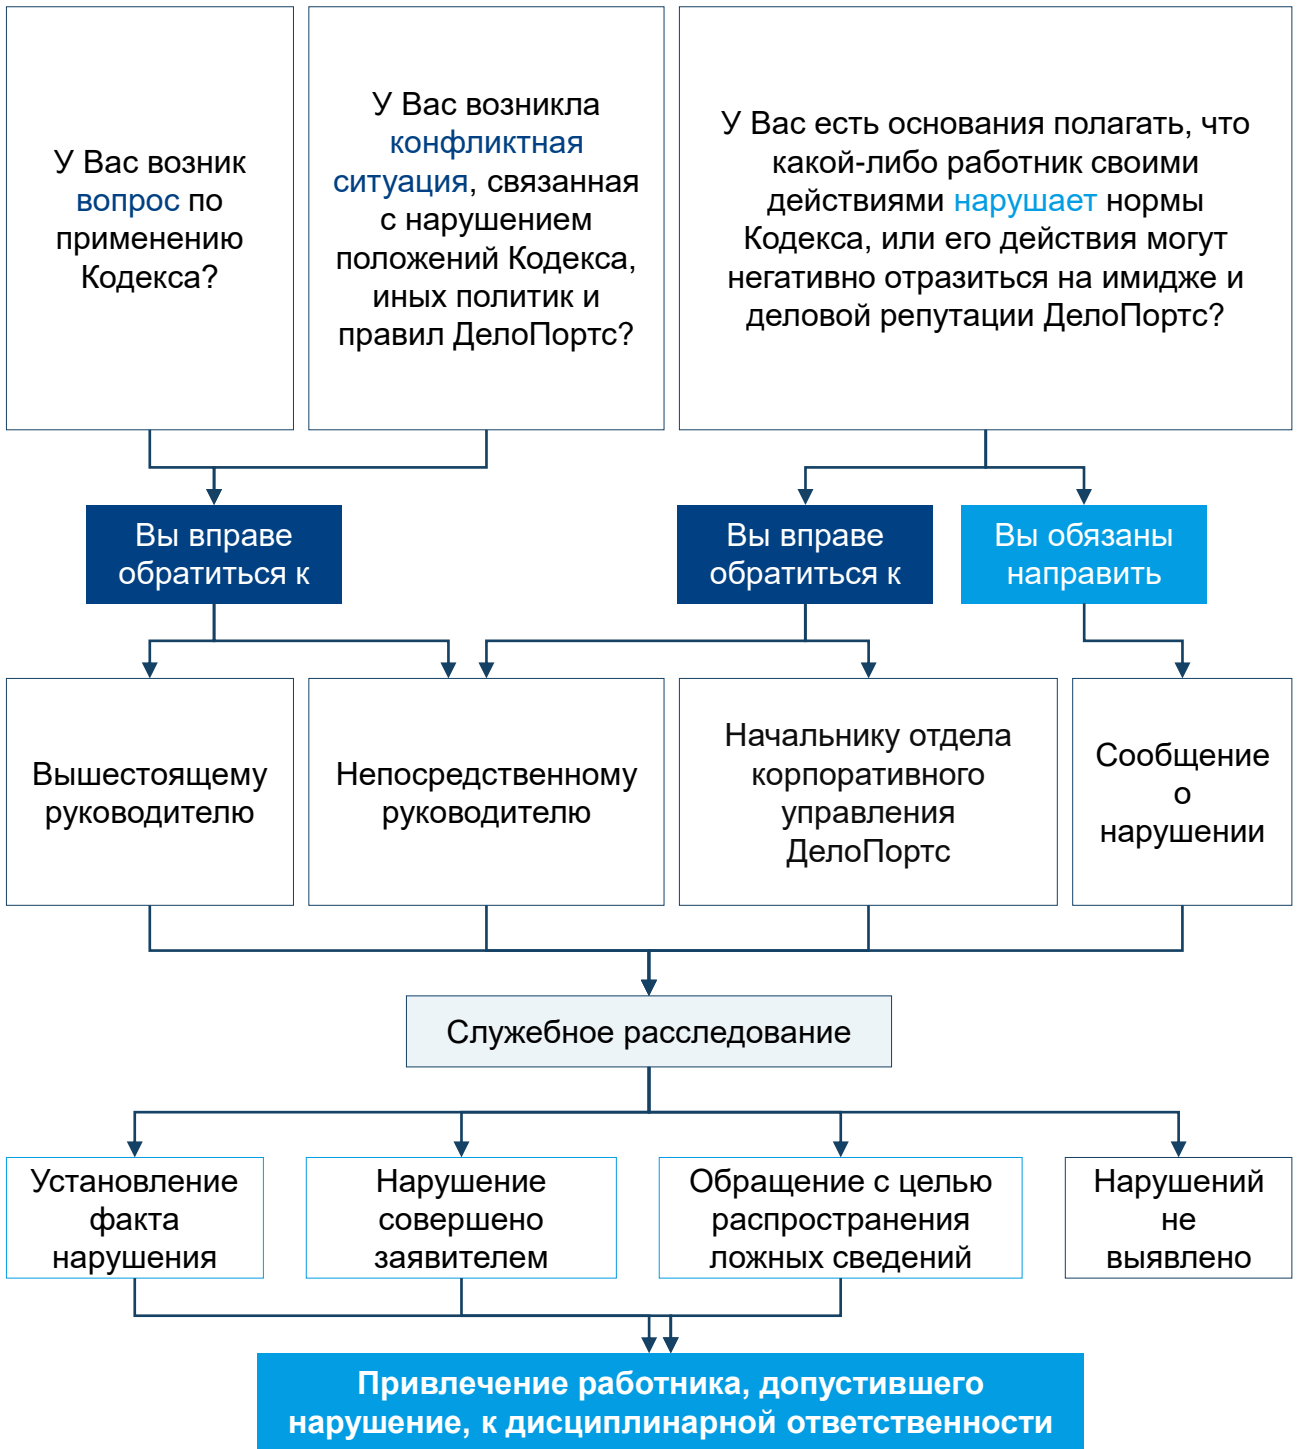 У Вас возник
вопрос по
применению
Кодекса?
У Вас возникла
конфликтная
ситуация, связанная
с нарушением
положений Кодекса,
иных политик и
правил ДелоПортс?
У Вас есть основания полагать, что
какой-либо работник своими
действиями нарушает нормы
Кодекса, или его действия могут
негативно отразиться на имидже и
деловой репутации ДелоПортс?
Вы вправе
обратиться к
Вы вправе
обратиться к
Вы обязаны
направить
Вышестоящему
руководителю
Непосредственному
руководителю
Начальнику отдела
корпоративного
управления
ДелоПортс
Сообщение
о
нарушении
Служебное расследование
Установление
факта
нарушения
Нарушение
совершено
заявителем
Обращение с целью
распространения
ложных сведений
Нарушений
не
выявлено
Привлечение работника, допустившего
нарушение, к дисциплинарной ответственности